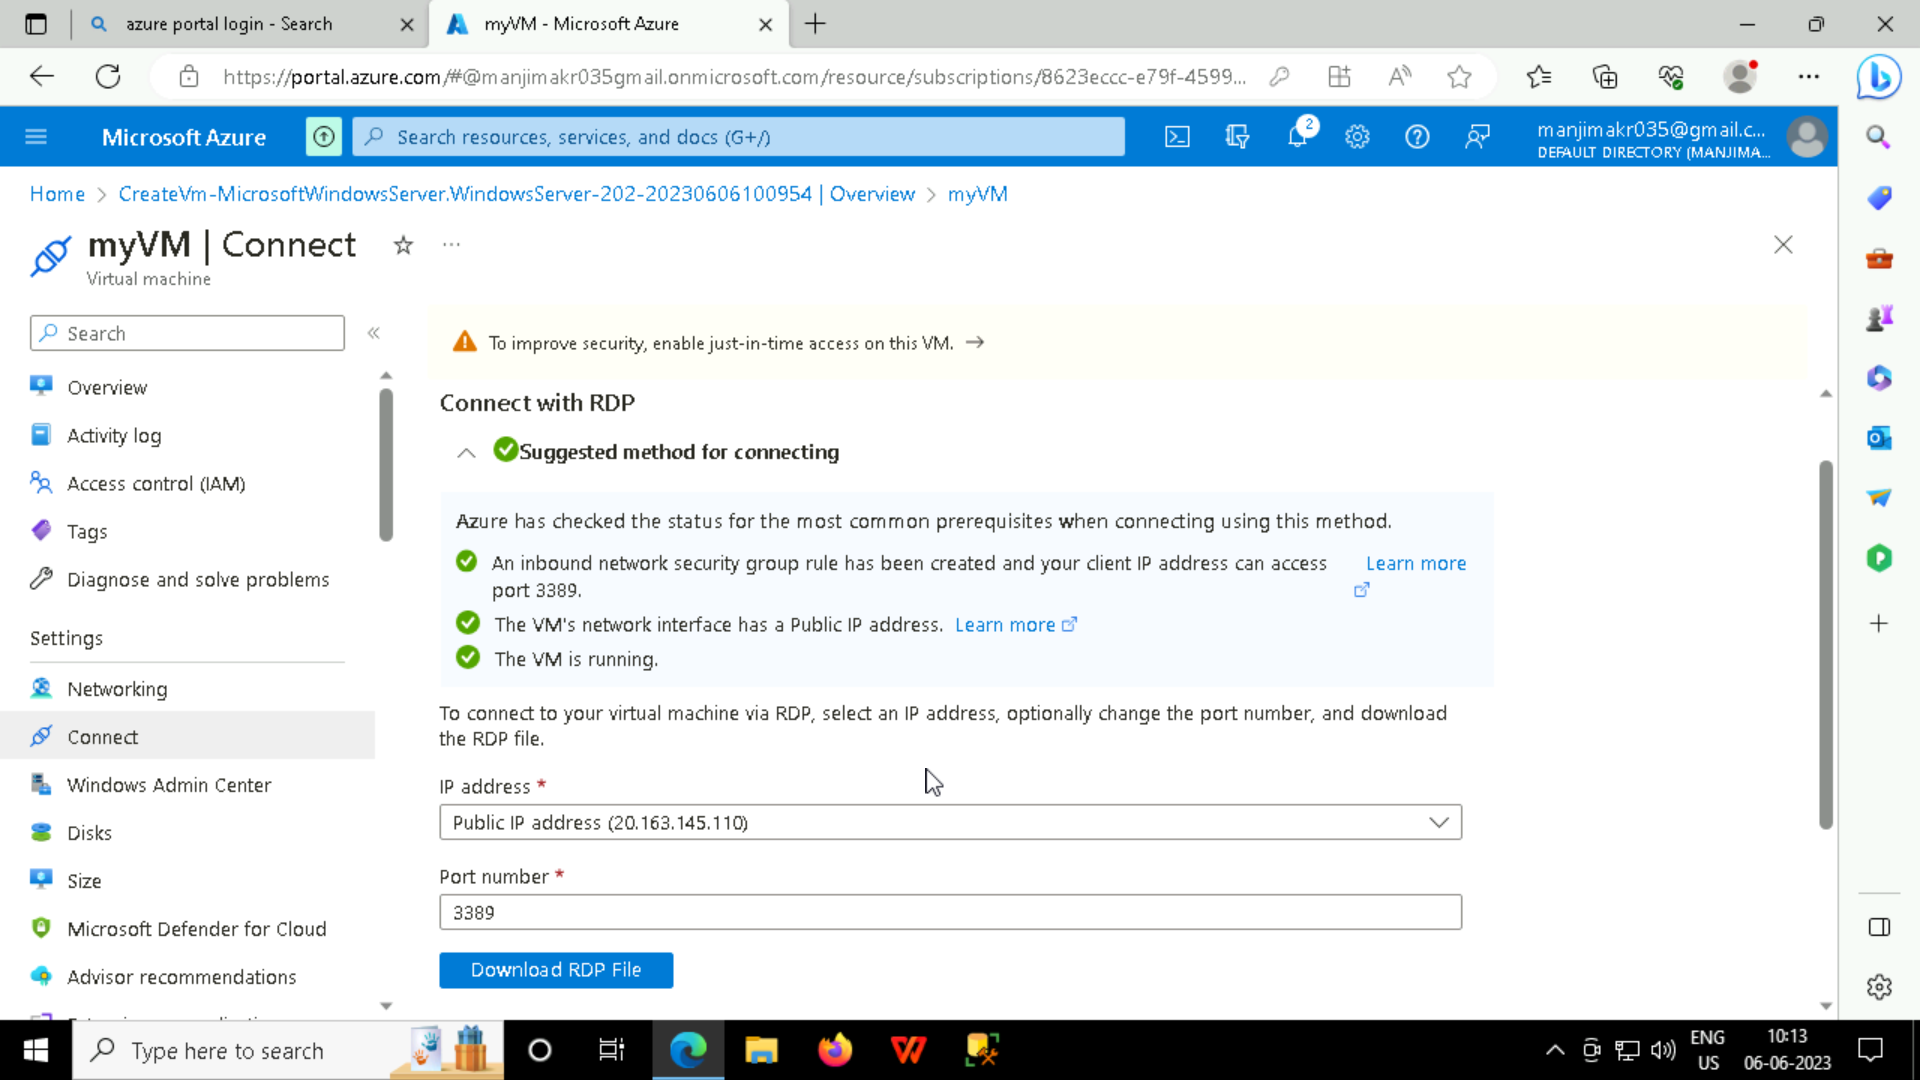 azure portal login - Search
myVM - Microsoft Azure
https://portal.azure.com/#@manjimakr035gmail.onmicrosoft.com/resource/subscriptions/8623eccc-e79f-4599...
Microsoft Azure
Search resources, services, and docs (G+/)
2
manjimakr035@gmail.c...
DEFAULT DIRECTORY (MANJIMA...
Home > CreateVm-MicrosoftWindowsServer.WindowsServer-202-20230606100954 | Overview > myVM
myVM | Connect
Virtual machine
Search
To improve security, enable just-in-time access on this VM. →
Overview
Activity log
Access control (IAM)
Tags
Diagnose and solve problems
Settings
Networking
Connect
Windows Admin Center
Disks
Size
Microsoft Defender for Cloud
Advisor recommendations
Connect with RDP
Suggested method for connecting
Azure has checked the status for the most common prerequisites when connecting using this method.
An inbound network security group rule has been created and your client IP address can access Learn more
port 3389.
The VM's network interface has a Public IP address. Learn more
The VM is running.
To connect to your virtual machine via RDP, select an IP address, optionally change the port number, and download
the RDP file.
IP address *
Public IP address (20.163.145.110)
Port number *
3389
Download RDP File
Type here to search
ENG
US
10:13
06-06-2023